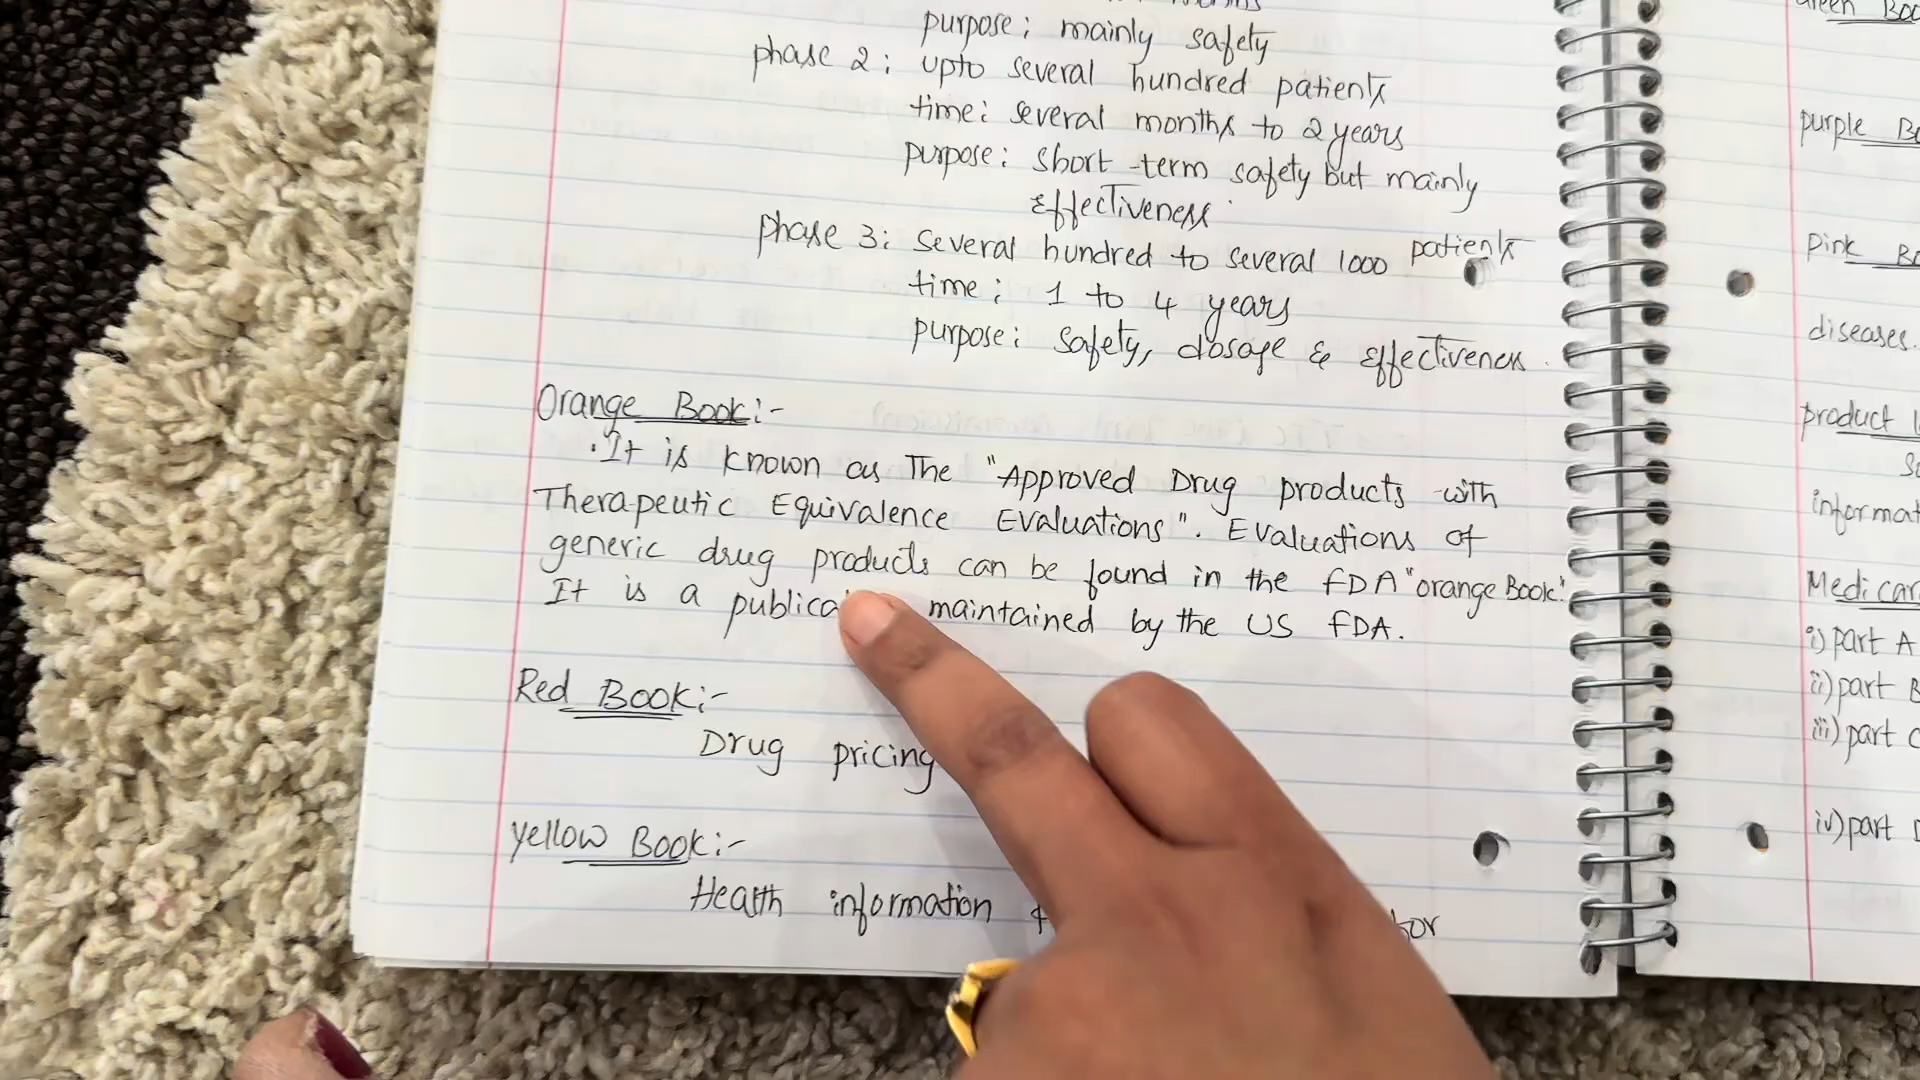 purpose: mainly safety
phase 2: upto several hundred patients
time: several months to 2 years
purpose: short-term safety but mainly
Effectiveness
phase 3: several hundred to several 1000 patients
time: 1 to 4 years
purpose: safety, dosage & effectiveness.
Orange Book:-
.It is known as The "Approved Drug products with
Therapeutic Equivalence Evaluations". Evaluations of
generic drug products can be found in the FDA "orange Book".
It is a maintained by the US FDA.
Red Book:-
Drug pricing
Yellow Book:-
Health information
purple
pink
diseases.
product
i) part A
ii) part B
iii) part C
iv) part